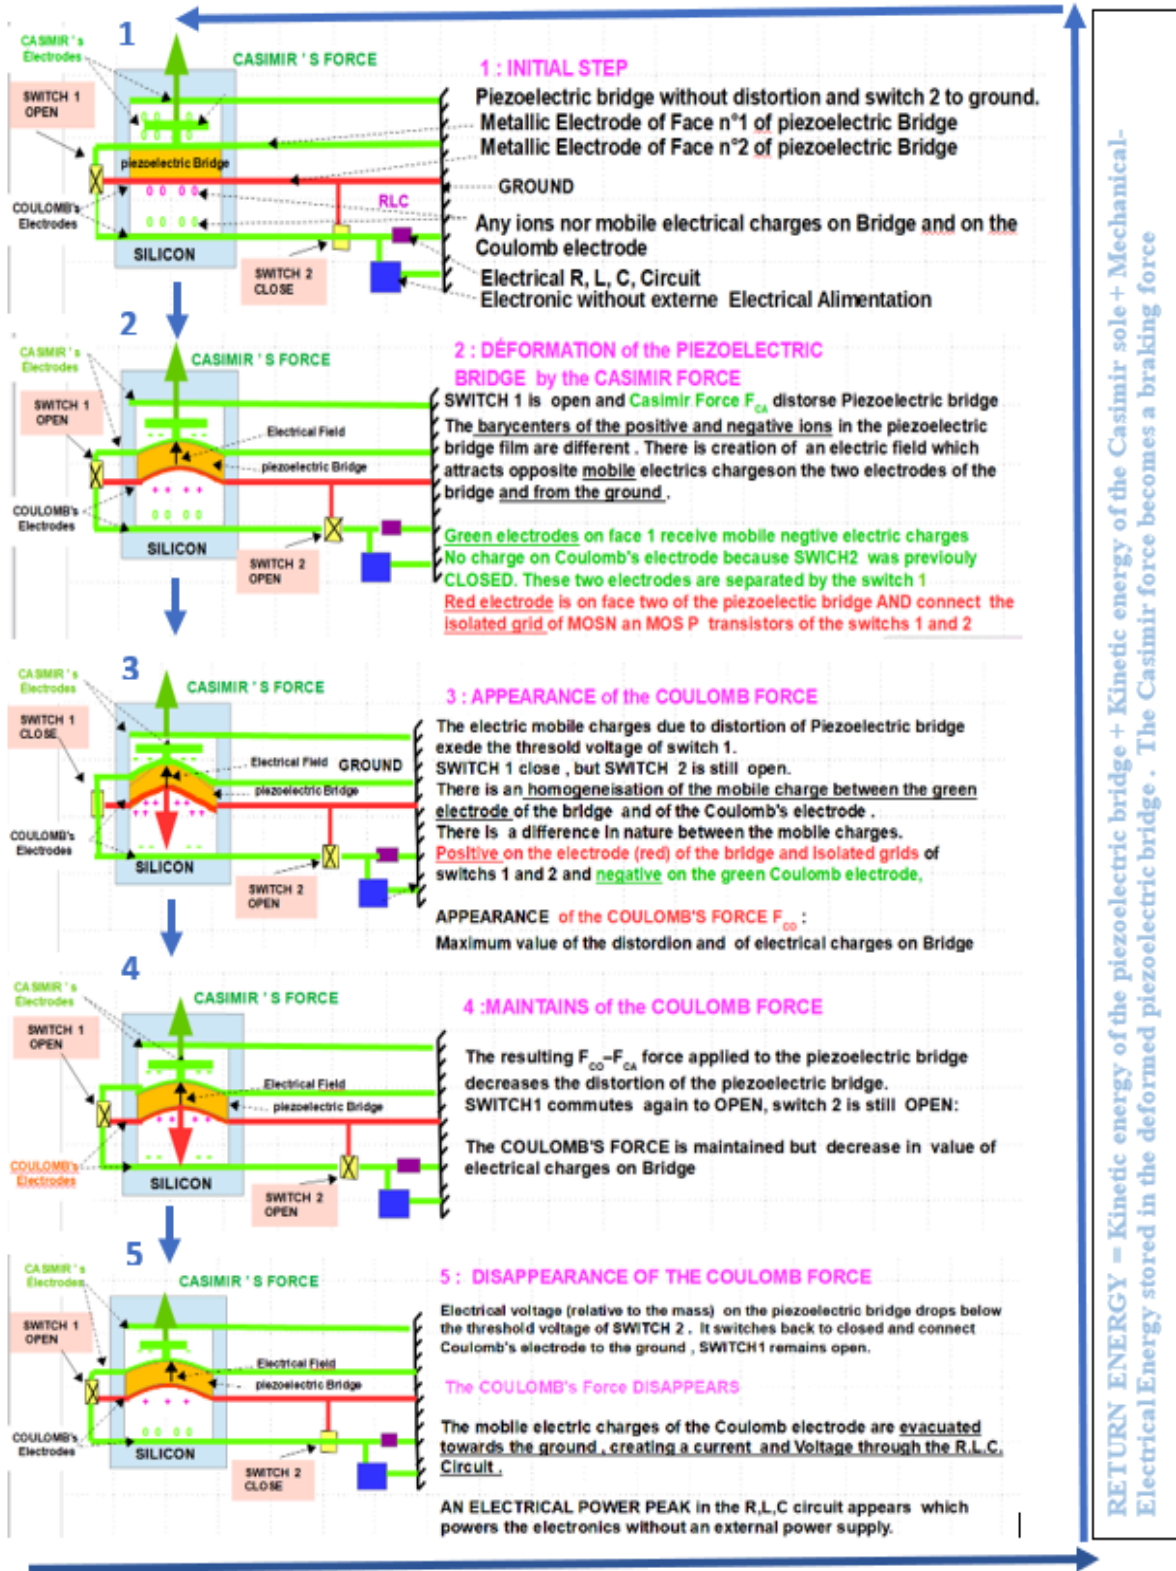 1
CASIMIR 's
Électrodes
CASIMIR ' S FORCE
SWITCH 1
OPEN
piezoelectric Bridge
COULOMB's
Electrodes
RLC
SILICON
SWITCH 2
CLOSE
1 : INITIAL STEP
Piezoelectric bridge without distortion and switch 2 to ground.
Metallic Electrode of Face n°1 of piezoelectric Bridge
Metallic Electrode of Face n°2 of piezoelectric Bridge
GROUND
Any ions nor mobile electrical charges on Bridge and on the
Coulomb electrode
Electrical R, L, C, Circuit
Electronic without externe Electrical Alimentation
2
CASIMIR 's
Électrodes
CASIMIR ' S FORCE
SWITCH 1
OPEN
Electrical Field
piezoelectric Bridge
COULOMB's
Electrodes
SILICON
SWITCH 2
OPEN
2 : DÉFORMATION of the PIEZOELECTRIC
BRIDGE by the CASIMIR FORCE
SWITCH 1 is open and Casimir Force FCA distorse Piezoelectric bridge
The barycenters of the positive and negative ions in the piezoelectric
bridge film are different . There is creation of an electric field which
attracts opposite mobile electrics chargeson the two electrodes of the
bridge and from the ground .
Green electrodes on face 1 receive mobile negtive electric charges
No charge on Coulomb's electrode because SWICH2 was previouly
CLOSED. These two electrodes are separated by the switch 1
Red electrode is on face two of the piezoelectic bridge AND connect the
isolated grid of MOSN an MOS P transistors of the switchs 1 and 2
3
CASIMIR ' s
Électrodes
CASIMIR ' S FORCE
SWITCH 1
CLOSE
Electrical Field
GROUND
piezoelectric Bridge
COULOMB's
Electrodes
SILICON
SWITCH 2
OPEN
3 : APPEARANCE of the COULOMB FORCE
The electric mobile charges due to distortion of Piezoelectric bridge
exede the thresold voltage of switch 1.
SWITCH 1 close , but SWITCH 2 is still open.
There is an homogeneisation of the mobile charge between the green
electrode of the bridge and of the Coulomb's electrode .
There is a difference in nature between the mobile charges.
Positive on the electrode (red) of the bridge and isolated grids of
switchs 1 and 2 and negative on the green Coulomb electrode,
APPEARANCE of the COULOMB'S FORCE FCO :
Maximum value of the distordion and of electrical charges on Bridge
4
CASIMIR ' s
Électrodes
CASIMIR ' S FORCE
SWITCH 1
OPEN
Electrical Field
piezoelectric Bridge
COULOMB's
Electrodes
SILICON
SWITCH 2
OPEN
4 :MAINTAINS of the COULOMB FORCE
The resulting FCO–FCA force applied to the piezoelectric bridge
decreases the distortion of the piezoelectric bridge.
SWITCH1 commutes again to OPEN, switch 2 is still OPEN:
The COULOMB'S FORCE is maintained but decrease in value of
electrical charges on Bridge
5
CASIMIR ' s
Électrodes
CASIMIR ' S FORCE
SWITCH 1
OPEN
Electrical Field
piezoelectric Bridge
COULOMB's
Electrodes
SILICON
SWITCH 2
CLOSE
5 : DISAPPEARANCE OF THE COULOMB FORCE
Electrical voltage (relative to the mass) on the piezoelectric bridge drops below
the threshold voltage of SWITCH 2 . It switches back to closed and connect
Coulomb's electrode to the ground , SWITCH1 remains open.
The COULOMB's Force DISAPPEARS
The mobile electric charges of the Coulomb electrode are evacuated
towards the ground , creating a current and Voltage through the R.L.C.
Circuit .
AN ELECTRICAL POWER PEAK in the R,L,C circuit appears which
powers the electronics without an external power supply.
RETURN ENERGY = Kinetic energy of the piezoelectric bridge + Kinetic energy of the Casimir sole+ Mechanical-
Electrical Energy stored in the deformed piezoelectric bridge . The Casimir force becomes a braking force